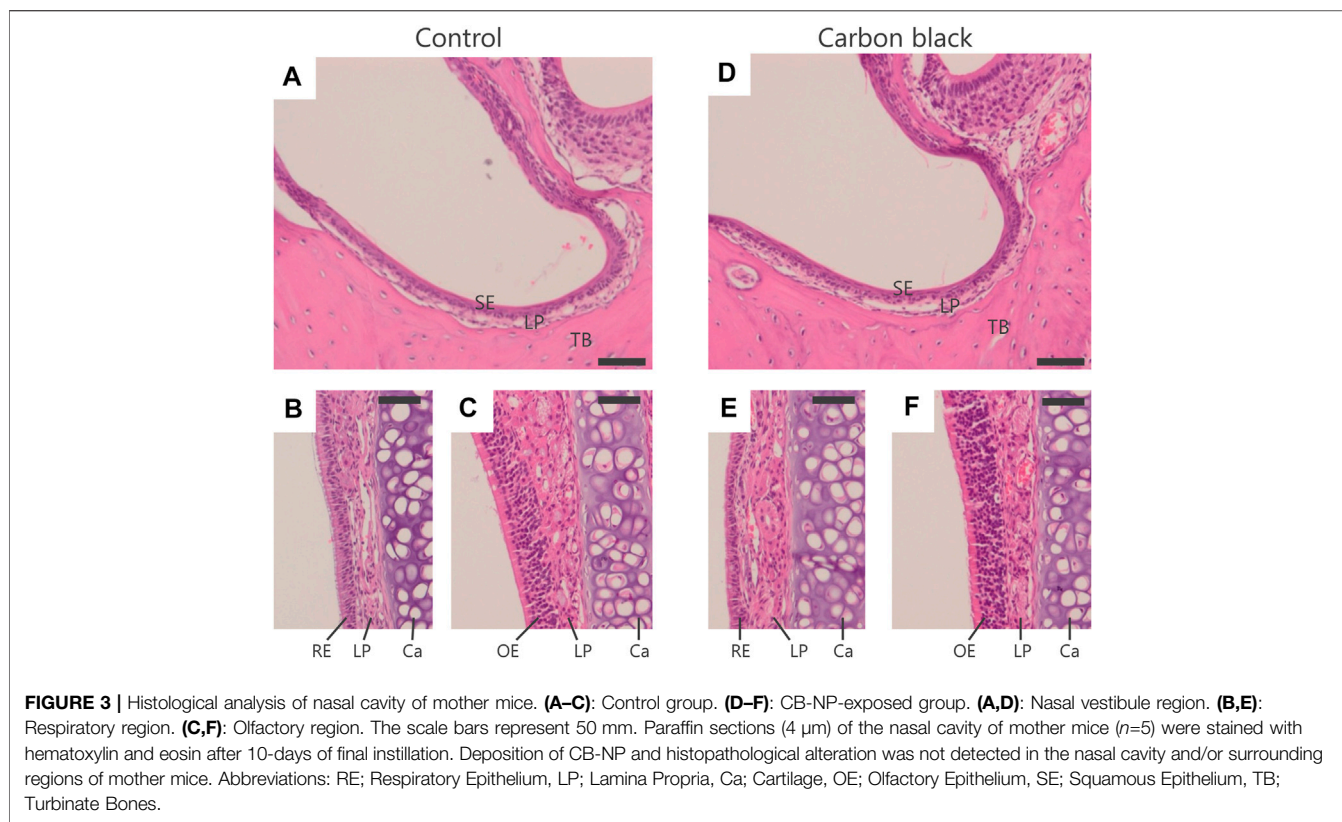 Control
Carbon black
A
SE
LP
TB
D
SE
LP
TB
B
RE LP Ca
C
OE LP Ca
E
RE LP Ca
F
OE LP Ca
FIGURE 3 | Histological analysis of nasal cavity of mother mice. (A–C): Control group. (D–F): CB-NP-exposed group. (A,D): Nasal vestibule region. (B,E):
Respiratory region. (C,F): Olfactory region. The scale bars represent 50 mm. Paraffin sections (4 μm) of the nasal cavity of mother mice (n=5) were stained with
hematoxylin and eosin after 10-days of final instillation. Deposition of CB-NP and histopathological alteration was not detected in the nasal cavity and/or surrounding
regions of mother mice. Abbreviations: RE; Respiratory Epithelium, LP; Lamina Propria, Ca; Cartilage, OE; Olfactory Epithelium, SE; Squamous Epithelium, TB;
Turbinate Bones.